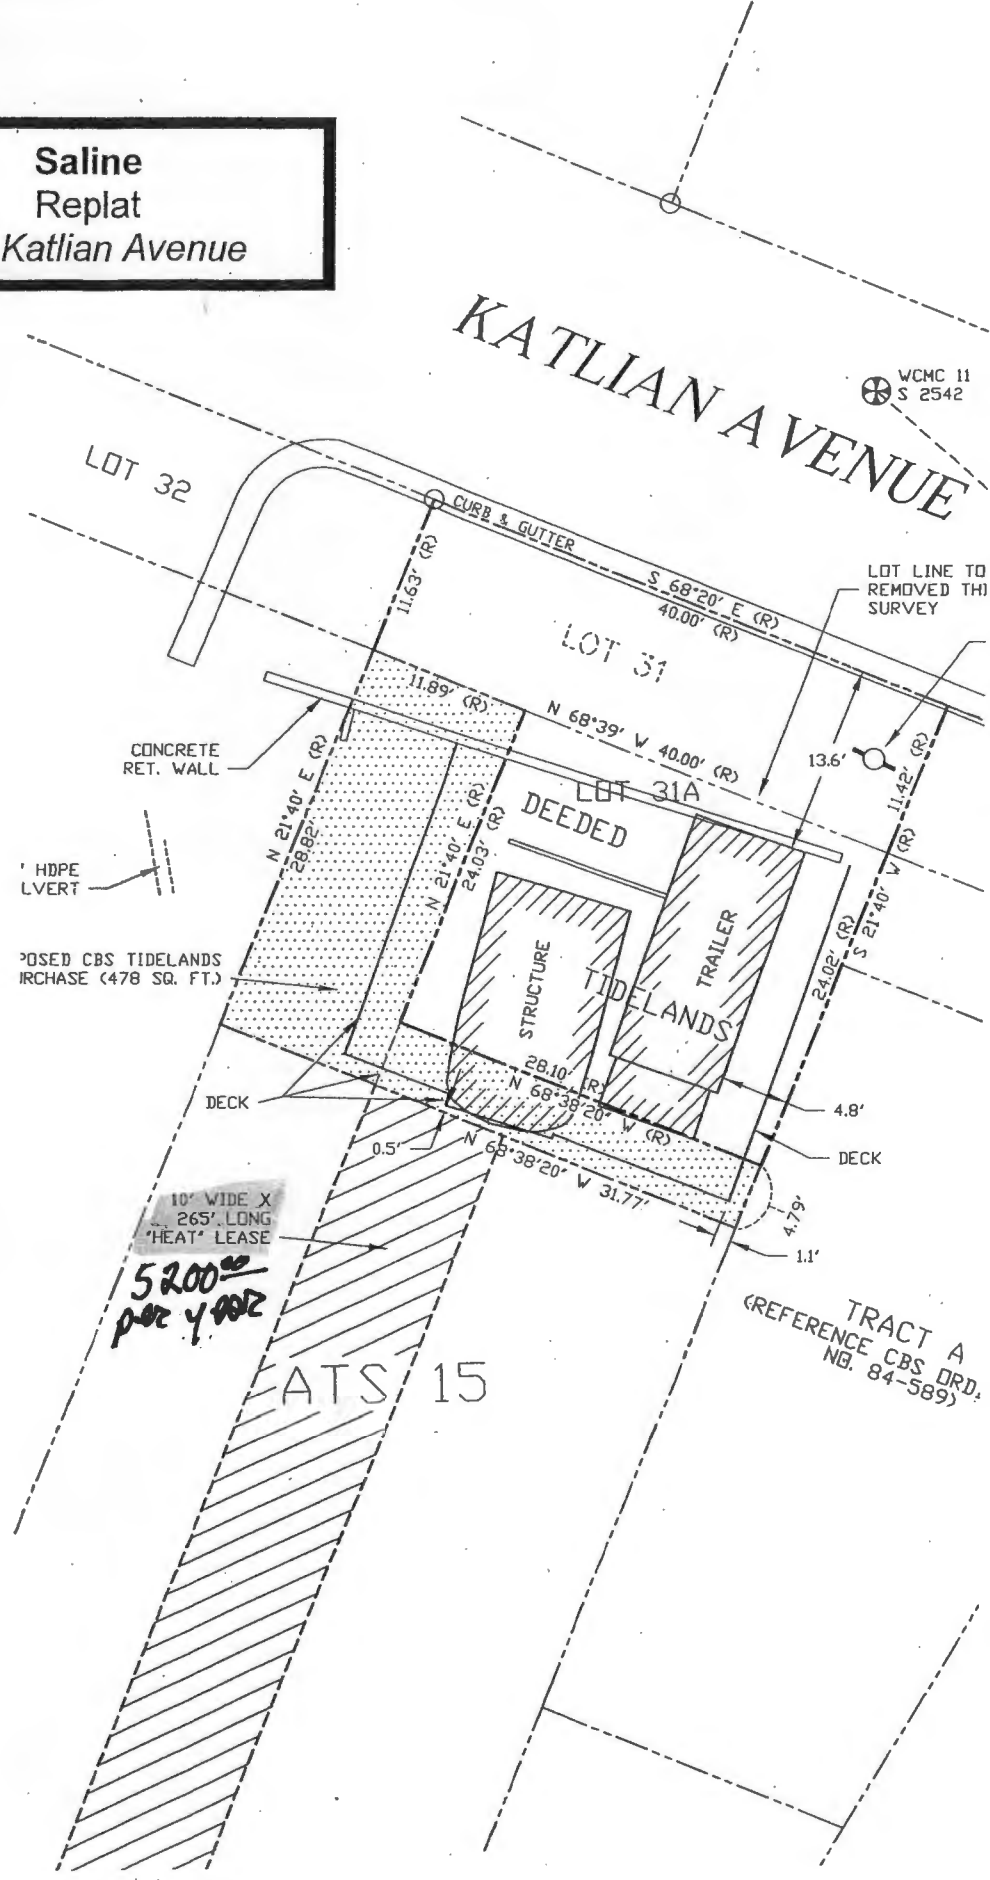 Saline
Replat
Katlian Avenue
KATLIAN AVENUE
WCMC 11
S 2542
LOT 32
CURB & GUTTER
11.63' (R)
S 68°20' E (R)
40.00' (R)
LOT LINE TO
REMOVED THI
SURVEY
LOT 31
11.89' (R)
N 68°39' W 40.00' (R)
CONCRETE
RET. WALL
13.6'
11.42' (R)
LOT 31A
DEEDED
N 21°40' E (R)
28.82'
N 21°40' E (R)
24.03' (R)
' HDPE
LVERT
TRAILER
STRUCTURE
TIDELANDS
24.02' (R)
S 21°40' W (R)
POSED CBS TIDELANDS
IRCHASE (478 SQ. FT.)
28.10' (R)
N 68°38'20" W (R)
DECK
4.8'
DECK
0.5'
N 68°38'20" W 31.77'
4.79'
1.1'
10' WIDE X
265' LONG
"HEAT" LEASE
5200.00
per year
ATS 15
TRACT A
(REFERENCE CBS ORD.
NO. 84-589)